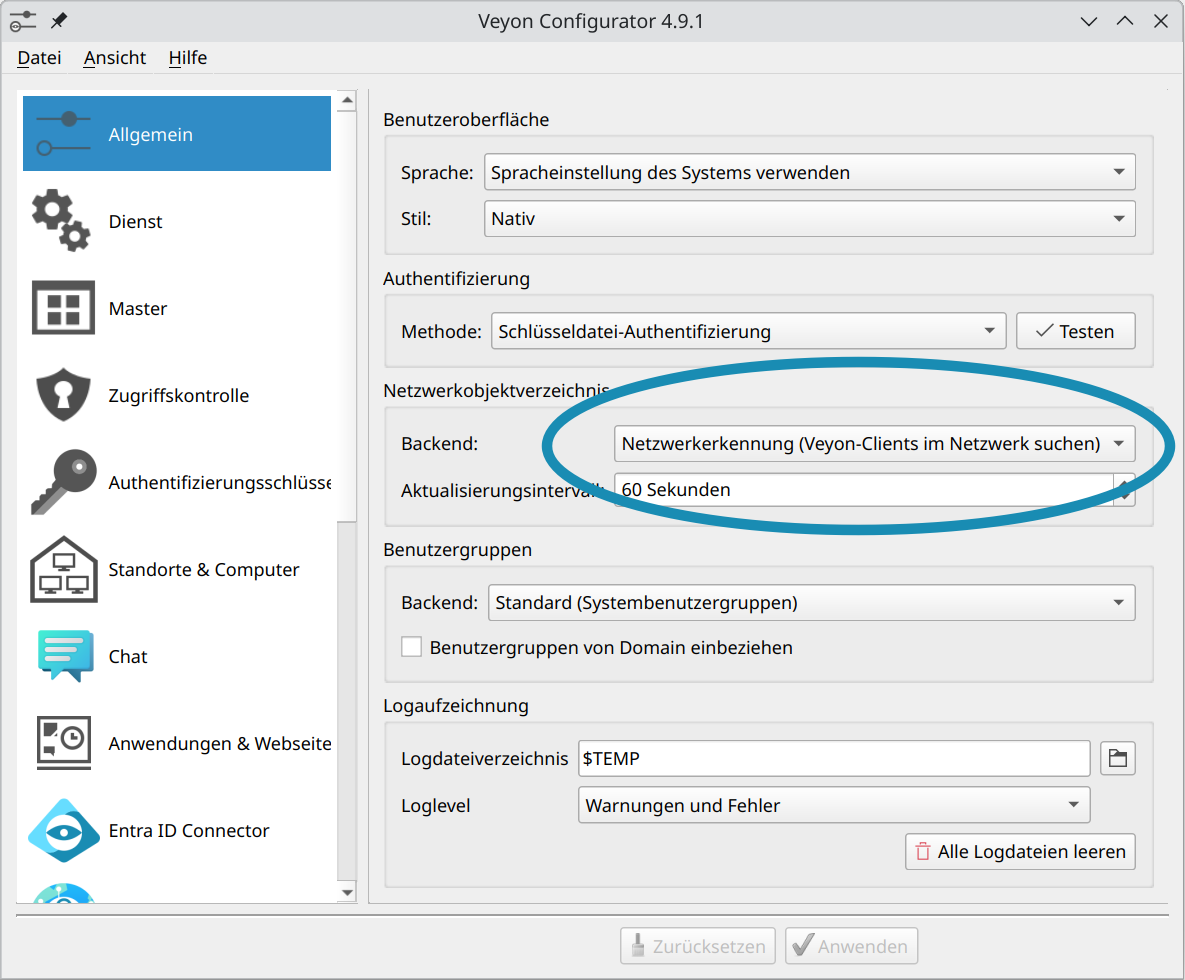 Veyon Configurator 4.9.1
Datei Ansicht Hilfe
Allgemein
Dienst
Master
Zugriffskontrolle
Authentifizierungsschlüsse
Standorte & Computer
Chat
Anwendungen & Webseite
Entra ID Connector
Benutzeroberfläche
Sprache: Spracheinstellung des Systems verwenden
Stil: Nativ
Authentifizierung
Methode: Schlüsseldatei-Authentifizierung Testen
Netzwerkobjektverzeichnis
Backend: Netzwerkerkennung (Veyon-Clients im Netzwerk suchen)
Aktualisierungsintervall: 60 Sekunden
Benutzergruppen
Backend: Standard (Systembenutzergruppen)
Benutzergruppen von Domain einbeziehen
Logaufzeichnung
Logdateiverzeichnis $TEMP
Loglevel Warnungen und Fehler
Alle Logdateien leeren
Zurücksetzen Anwenden